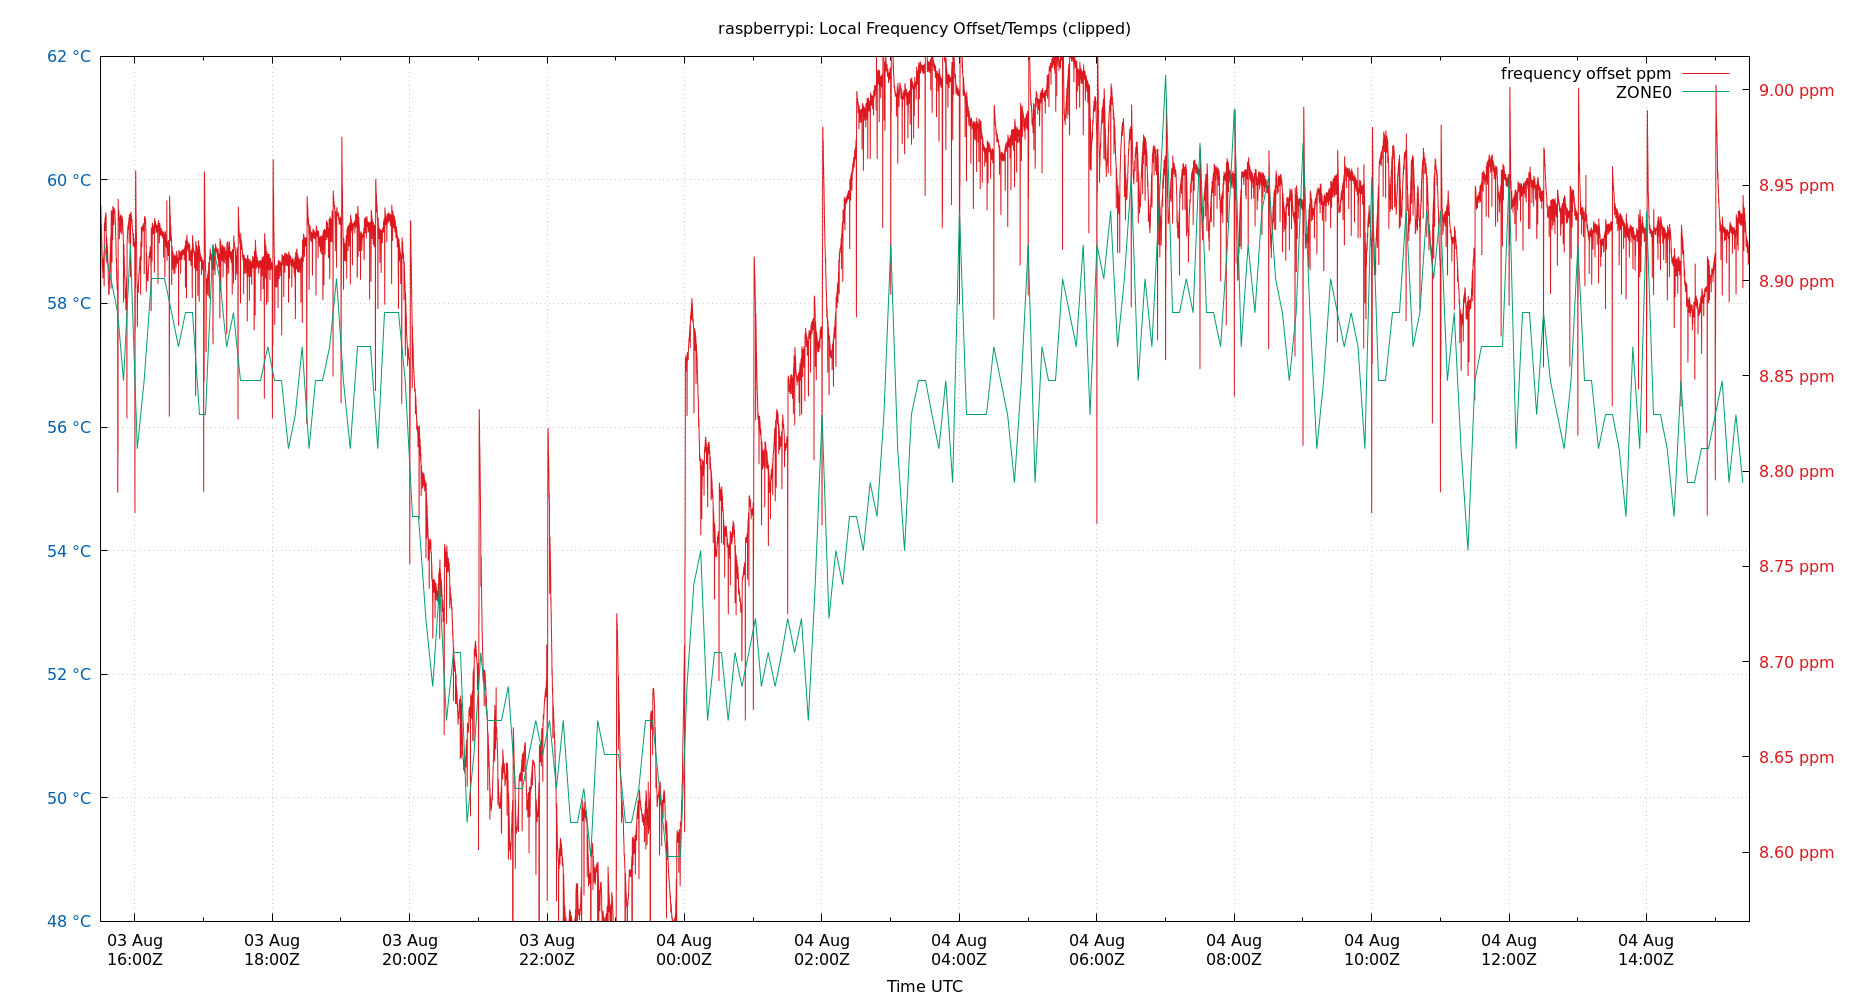 raspberrypi: Local Frequency Offset/Temps (clipped)
frequency offset ppm
ZONE0
62 °C
60 °C
58 °C
56 °C
54 °C
52 °C
50 °C
48 °C
9.00 ppm
8.95 ppm
8.90 ppm
8.85 ppm
8.80 ppm
8.75 ppm
8.70 ppm
8.65 ppm
8.60 ppm
03 Aug 03 Aug 03 Aug 03 Aug 04 Aug 04 Aug 04 Aug 04 Aug 04 Aug 04 Aug 04 Aug 04 Aug
16:00Z 18:00Z 20:00Z 22:00Z 00:00Z 02:00Z 04:00Z 06:00Z 08:00Z 10:00Z 12:00Z 14:00Z
Time UTC